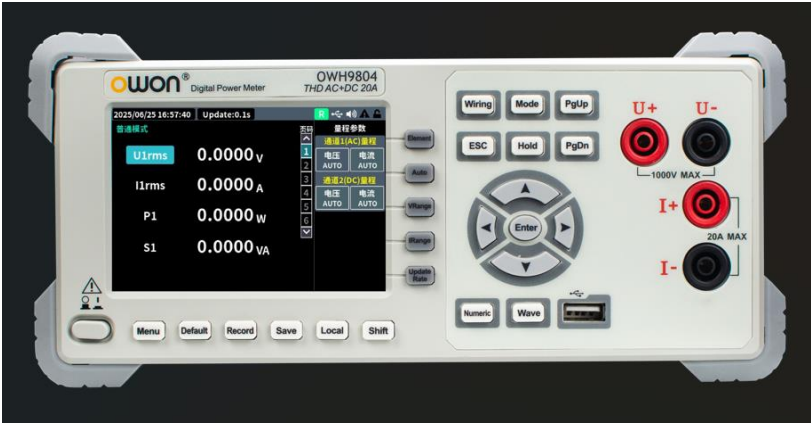 OWON®
Digital Power Meter
OWH9804
THD AC+DC 20A
2025/06/25 16:57:40 Update:0.1s R
普通模式
页码
量程参数
通道1(AC)量程
电压 AUTO
电流 AUTO
通道2(DC)量程
电压 AUTO
电流 AUTO
1
2
3
4
5
6
U1rms 0.0000 V
I1rms 0.0000 A
P1 0.0000 W
S1 0.0000 VA
Element
Auto
YRange
IRange
Update Rate
Menu Default Record Save Local Shift
Wiring Mode PgUp
ESC Hold PgDn
Enter
Numeric Wave
U+ U-
1000V MAX
I+
20A MAX
I-